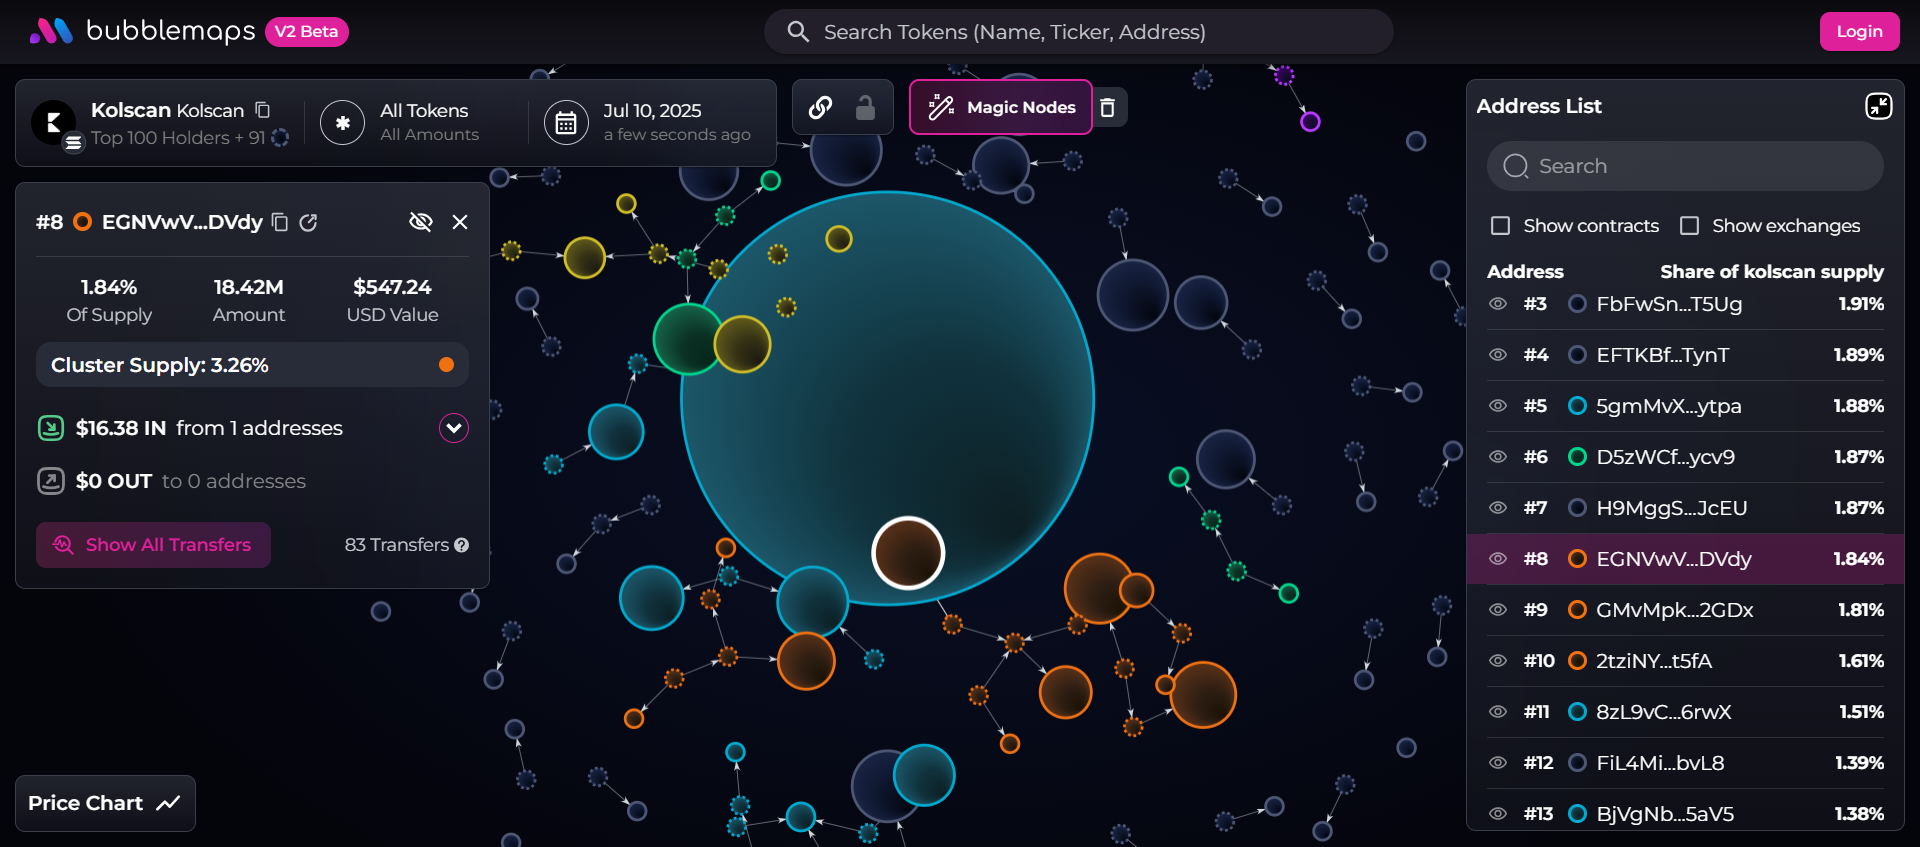 bubblemaps V2 Beta
Search Tokens (Name, Ticker, Address)
Login
Kolscan Kolscan
Top 100 Holders + 91
All Tokens
All Amounts
Jul 10, 2025
a few seconds ago
Magic Nodes
#8 EGNVwV...DVdy
1.84% 18.42M $547.24
Of Supply Amount USD Value
Cluster Supply: 3.26%
$16.38 IN from 1 addresses
$0 OUT to 0 addresses
Show All Transfers 83 Transfers
Price Chart
Address List
Search
Show contracts Show exchanges
Address Share of kolscan supply
#3 FbFwSn...T5Ug 1.91%
#4 EFTKBf...TynT 1.89%
#5 5gmMvX...ytpa 1.88%
#6 D5zWCf...ycv9 1.87%
#7 H9MggS...JcEU 1.87%
#8 EGNVwV...DVdy 1.84%
#9 GMvMpk...2GDx 1.81%
#10 2tziNY...t5fA 1.61%
#11 8zL9vC...6rwX 1.51%
#12 FiL4Mi...bvL8 1.39%
#13 BjVgNb...5aV5 1.38%